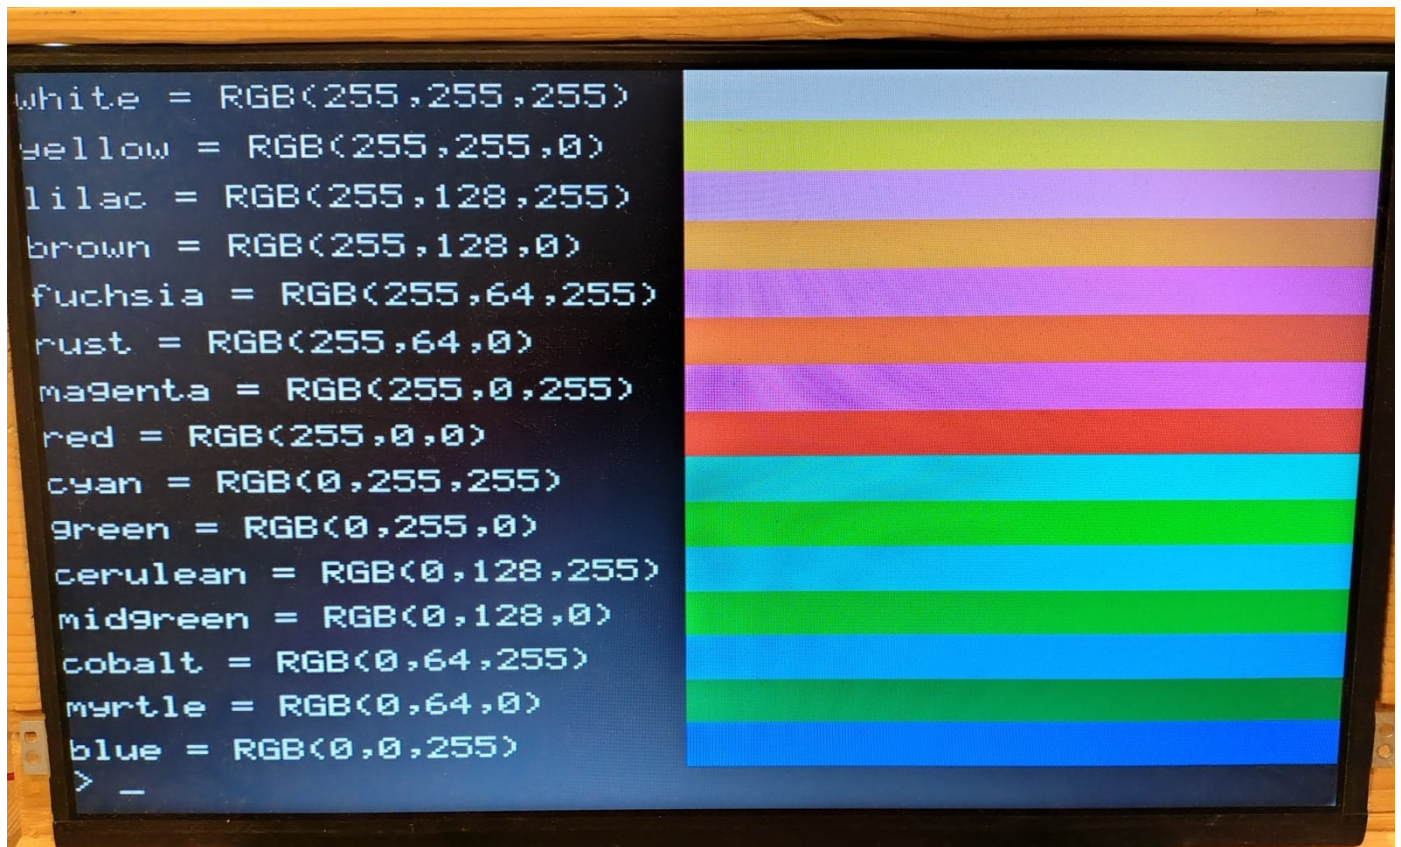 white = RGB(255,255,255)
yellow = RGB(255,255,0)
lilac = RGB(255,128,255)
brown = RGB(255,128,0)
fuchsia = RGB(255,64,255)
rust = RGB(255,64,0)
magenta = RGB(255,0,255)
red = RGB(255,0,0)
cyan = RGB(0,255,255)
green = RGB(0,255,0)
cerulean = RGB(0,128,255)
midgreen = RGB(0,128,0)
cobalt = RGB(0,64,255)
myrtle = RGB(0,64,0)
blue = RGB(0,0,255)
> _